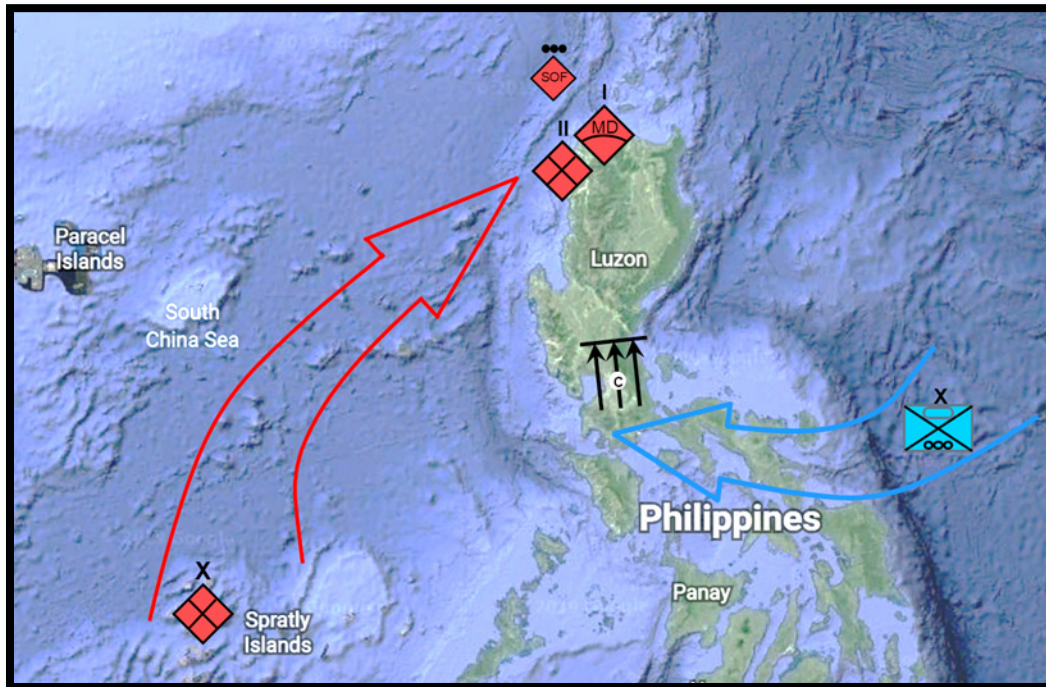 SOF
I
MD
II
Luzon
Paracel
Islands
South
China Sea
C
X
Philippines
Panay
X
Spratly
Islands